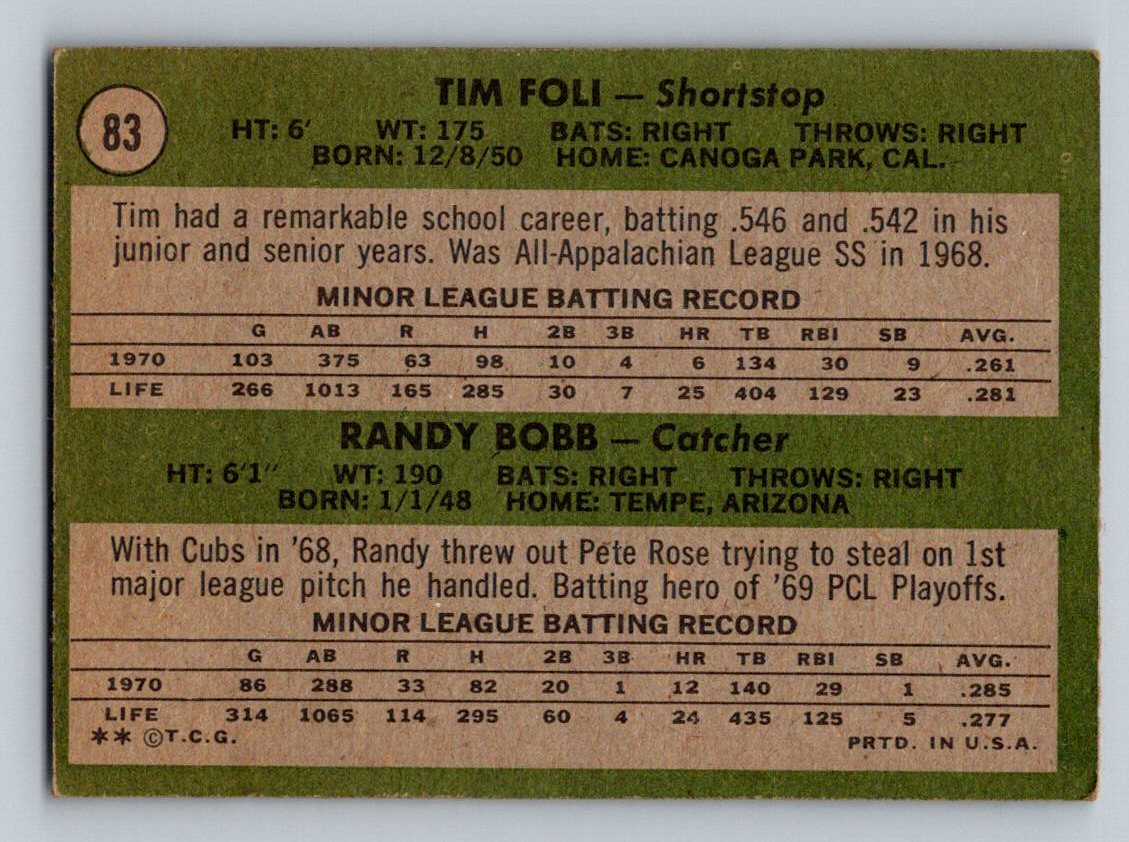 83
TIM FOLI — Shortstop
HT: 6' WT: 175 BATS: RIGHT THROWS: RIGHT
BORN: 12/8/50 HOME: CANOGA PARK, CAL.
Tim had a remarkable school career, batting .546 and .542 in his
junior and senior years. Was All-Appalachian League SS in 1968.
MINOR LEAGUE BATTING RECORD
G AB R H 2B 3B HR TB RBI SB AVG.
1970 103 375 63 98 10 4 6 134 30 9 .261
LIFE 266 1013 165 285 30 7 25 404 129 23 .281
RANDY BOBB — Catcher
HT: 6'1" WT: 190 BATS: RIGHT THROWS: RIGHT
BORN: 1/1/48 HOME: TEMPE, ARIZONA
With Cubs in '68, Randy threw out Pete Rose trying to steal on 1st
major league pitch he handled. Batting hero of '69 PCL Playoffs.
MINOR LEAGUE BATTING RECORD
G AB R H 2B 3B HR TB RBI SB AVG.
1970 86 288 33 82 20 1 12 140 29 1 .285
LIFE 314 1065 114 295 60 4 24 435 125 5 .277
** ©T.C.G. PRTD. IN U.S.A.